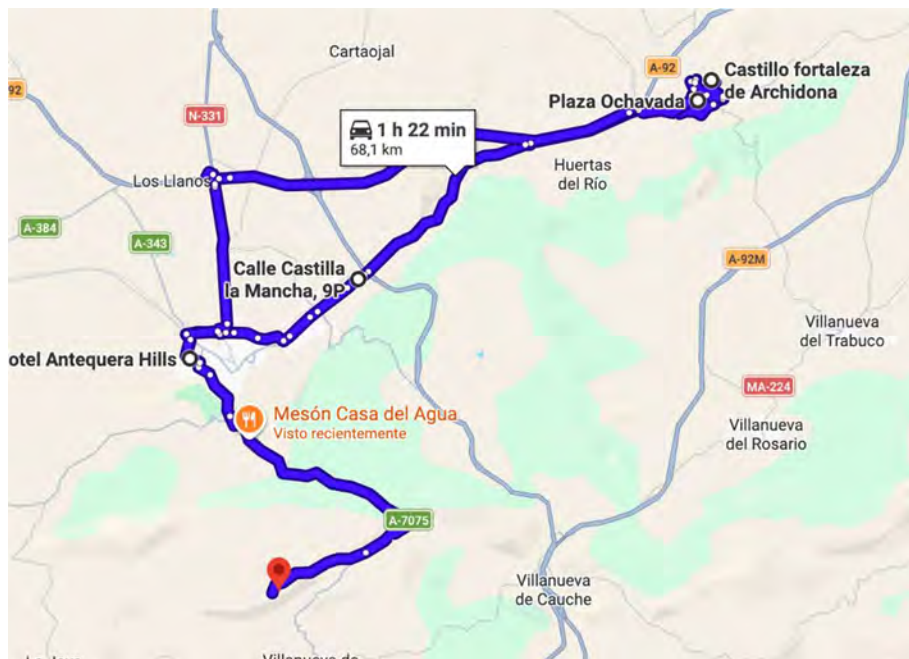 Cartaojal
A-92
Castillo fortaleza
de Archidona
Plaza Ochavada
92
N-331
1 h 22 min
68,1 km
Huertas
del Río
Los Llanos
A-384
A-343
Calle Castilla
la Mancha, 9P
A-92M
Villanueva
del Trabuco
otel Antequera Hills
MA-224
Mesón Casa del Agua
Visto recientemente
Villanueva
del Rosario
A-7075
Villanueva
de Cauche
Villanueva de